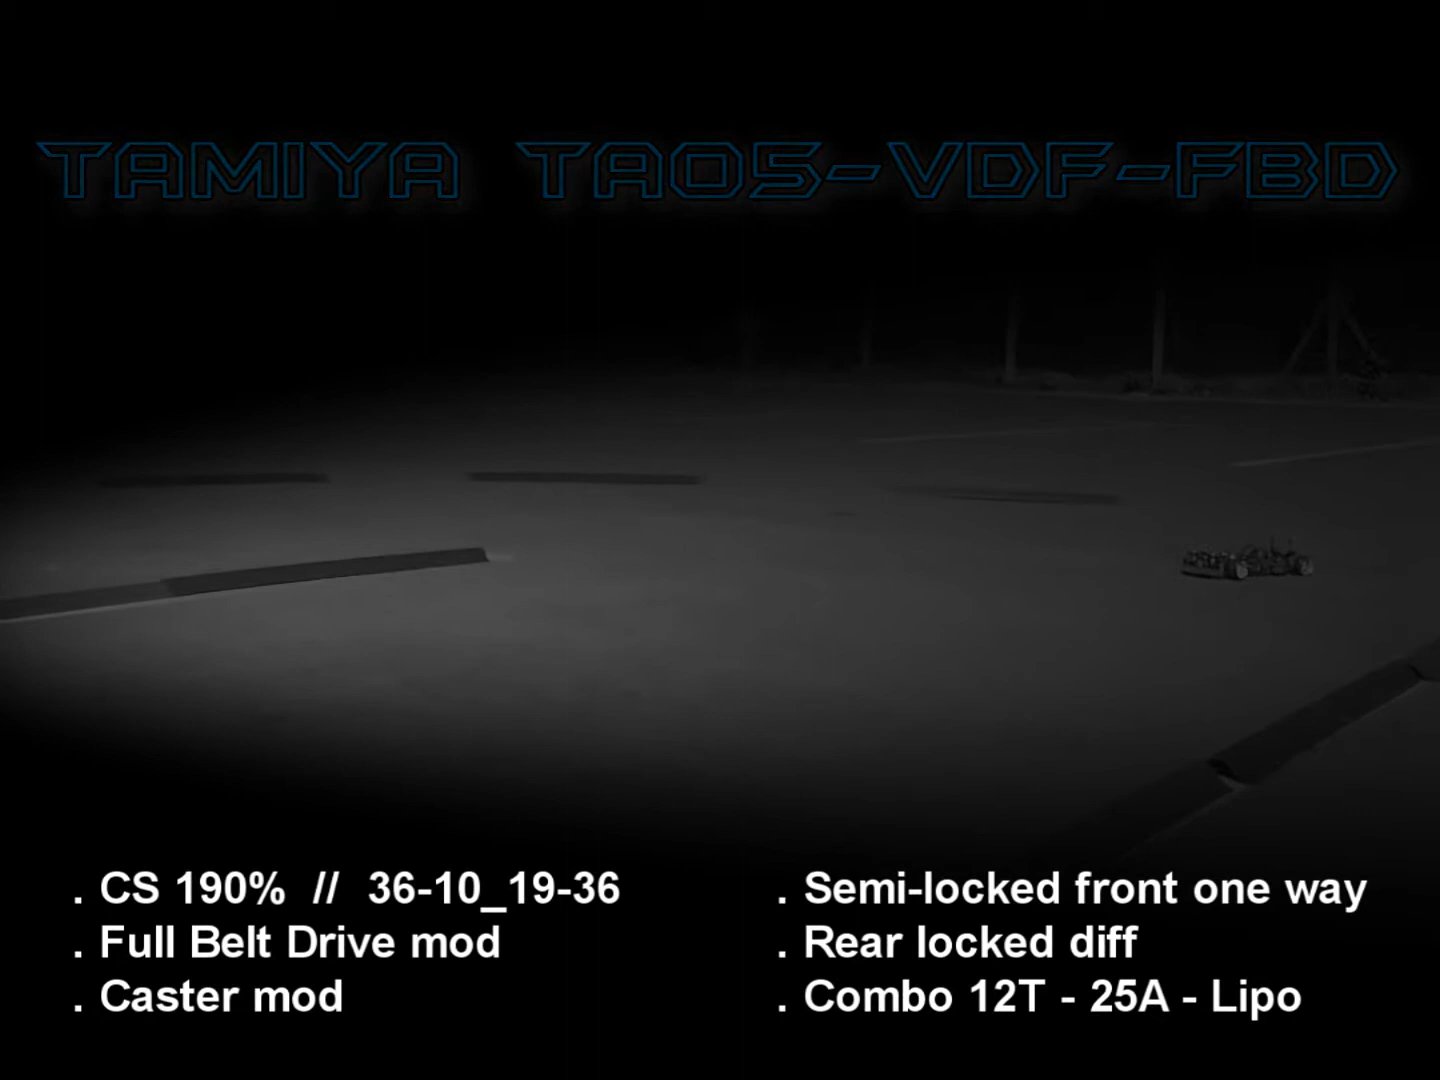 TAMIYA TA05-VDF-FBD
. CS 190% // 36-10_19-36
. Full Belt Drive mod
. Caster mod
. Semi-locked front one way
. Rear locked diff
. Combo 12T - 25A - Lipo